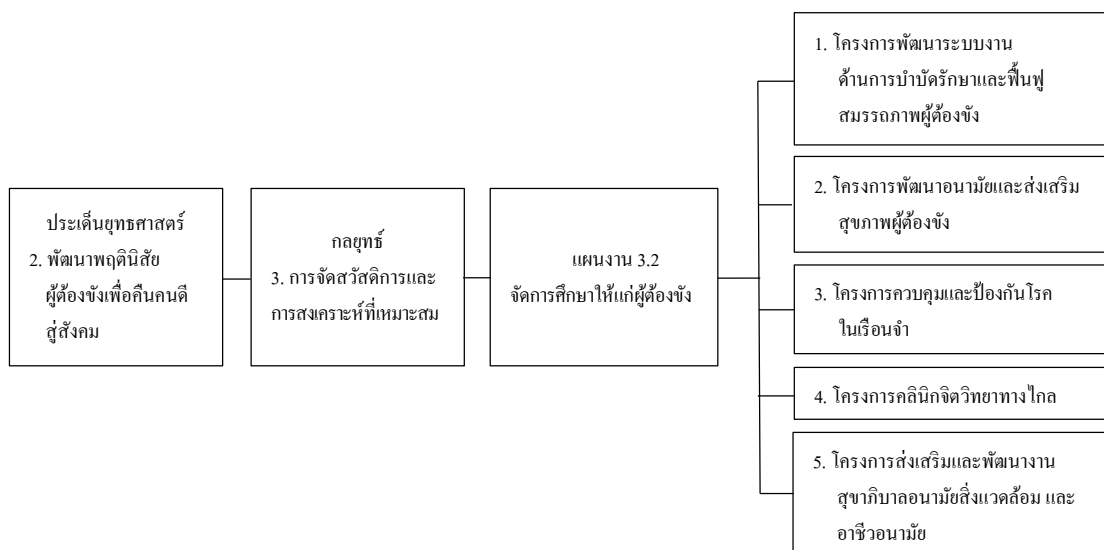 ประเด็นยุทธศาสตร์
2. พัฒนาพฤตินิสัย
ผู้ต้องขังเพื่อคืนคนดี
สู่สังคม
กลยุทธ์
3. การจัดสวัสดิการและ
การสงเคราะห์ที่เหมาะสม
แผนงาน 3.2
จัดการศึกษาให้แก่ผู้ต้องขัง
1. โครงการพัฒนาระบบงาน
ด้านการบำบัดรักษาและฟื้นฟู
สมรรถภาพผู้ต้องขัง
2. โครงการพัฒนาอนามัยและส่งเสริม
สุขภาพผู้ต้องขัง
3. โครงการควบคุมและป้องกันโรค
ในเรือนจำ
4. โครงการคลินิกจิตวิทยาทางไกล
5. โครงการส่งเสริมและพัฒนางาน
สุขาภิบาลอนามัยสิ่งแวดล้อม และ
อาชีวอนามัย